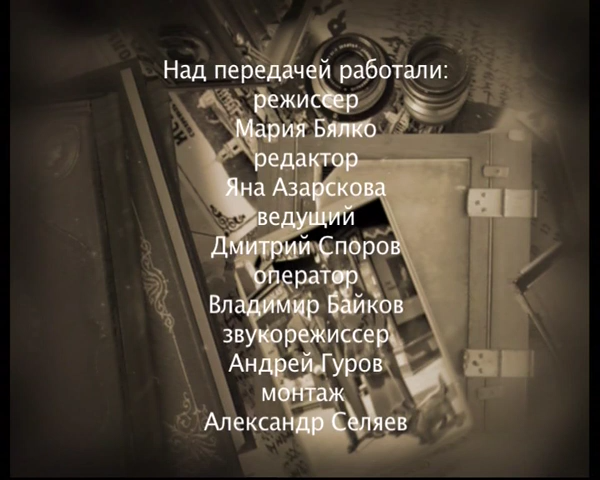 Над передачей работали:
режиссер
Мария Бялко
редактор
Яна Азарскова
ведущий
Дмитрий Споров
оператор
Владимир Байков
звукорежиссер
Андрей Гуров
монтаж
Александр Селяев